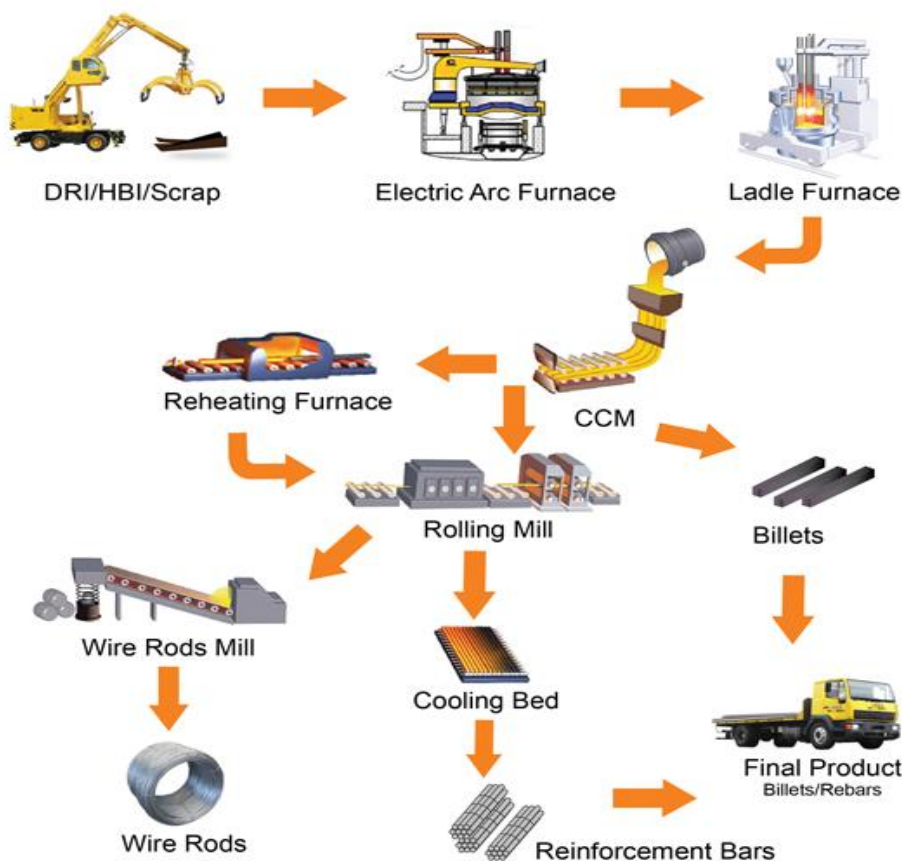 DRI/HBI/Scrap
Electric Arc Furnace
Ladle Furnace
Reheating Furnace
CCM
Rolling Mill
Billets
Wire Rods Mill
Cooling Bed
Final Product
Billets/Rebars
Wire Rods
Reinforcement Bars